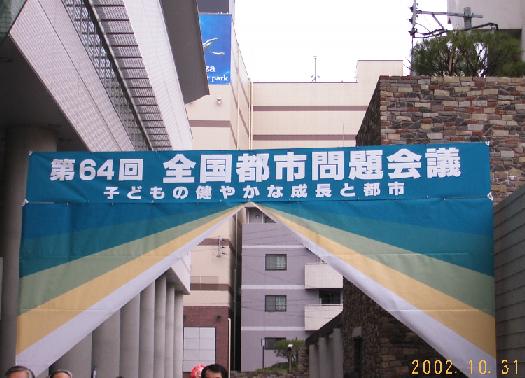 第64回 全国都市問題会議
子どもの健やかな成長と都市
park
2002.10.31